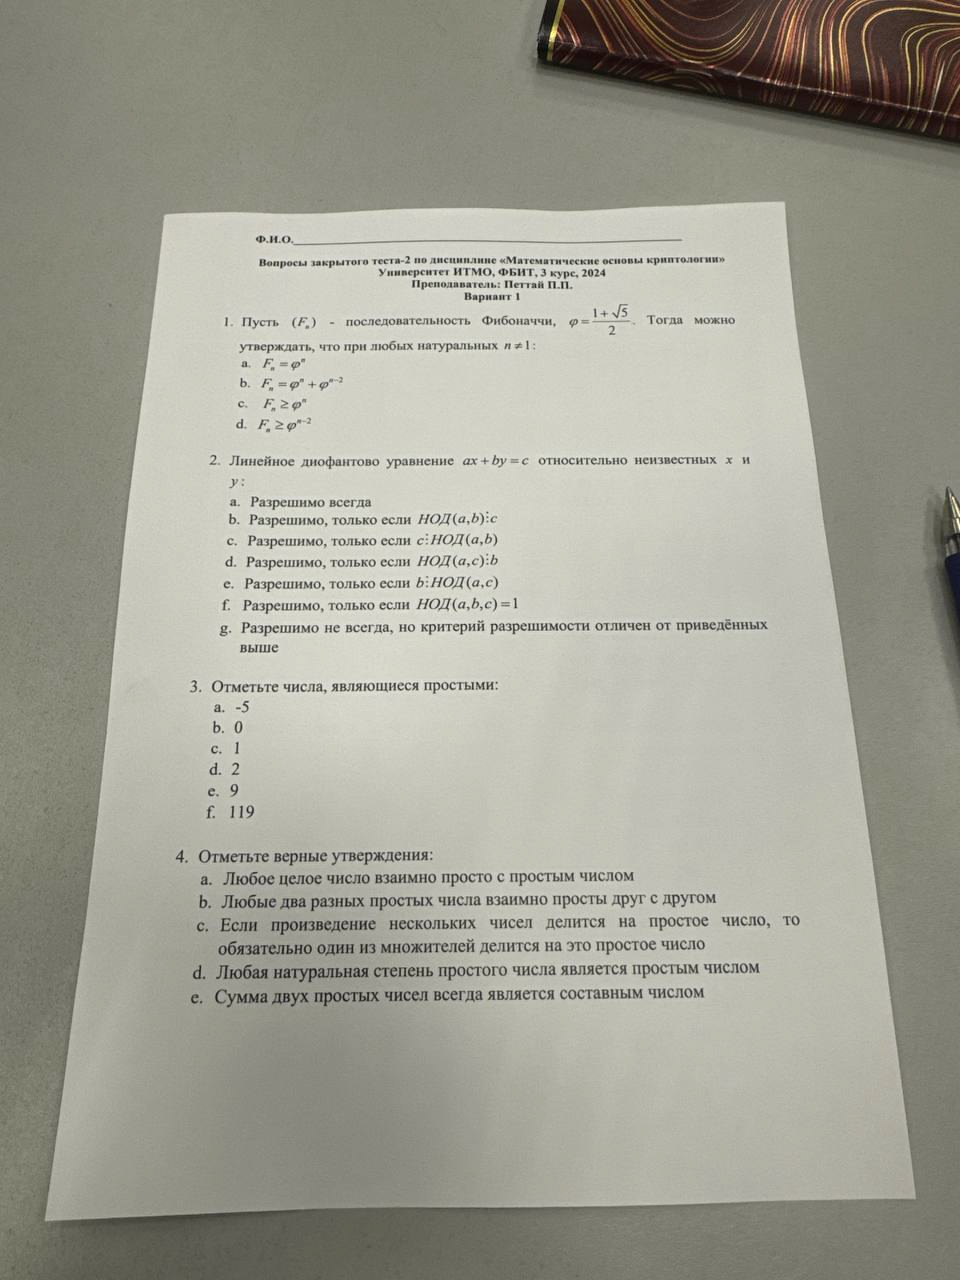 Ф.И.О.
Вопросы закрытого теста-2 по дисциплине «Математические основы криптологии»
Университет ИТМО, ФБИТ, 3 курс, 2024
Преподаватель: Петтай П.П.
Вариант 1
1. Пусть (Fₙ) - последовательность Фибоначчи, φ = (1+√5)/2. Тогда можно
утверждать, что при любых натуральных n ≠ 1:
a. Fₙ = φⁿ
b. Fₙ = φⁿ + φⁿ⁻²
c. Fₙ ≥ φⁿ
d. Fₙ ≥ φⁿ⁻²
2. Линейное диофантово уравнение ax + by = c относительно неизвестных x и
y:
a. Разрешимо всегда
b. Разрешимо, только если НОД(a,b)⋮c
c. Разрешимо, только если c⋮НОД(a,b)
d. Разрешимо, только если НОД(a,c)⋮b
e. Разрешимо, только если b⋮НОД(a,c)
f. Разрешимо, только если НОД(a,b,c) = 1
g. Разрешимо не всегда, но критерий разрешимости отличен от приведённых
выше
3. Отметьте числа, являющиеся простыми:
a. -5
b. 0
c. 1
d. 2
e. 9
f. 119
4. Отметьте верные утверждения:
a. Любое целое число взаимно просто с простым числом
b. Любые два разных простых числа взаимно просты друг с другом
c. Если произведение нескольких чисел делится на простое число, то
обязательно один из множителей делится на это простое число
d. Любая натуральная степень простого числа является простым числом
e. Сумма двух простых чисел всегда является составным числом